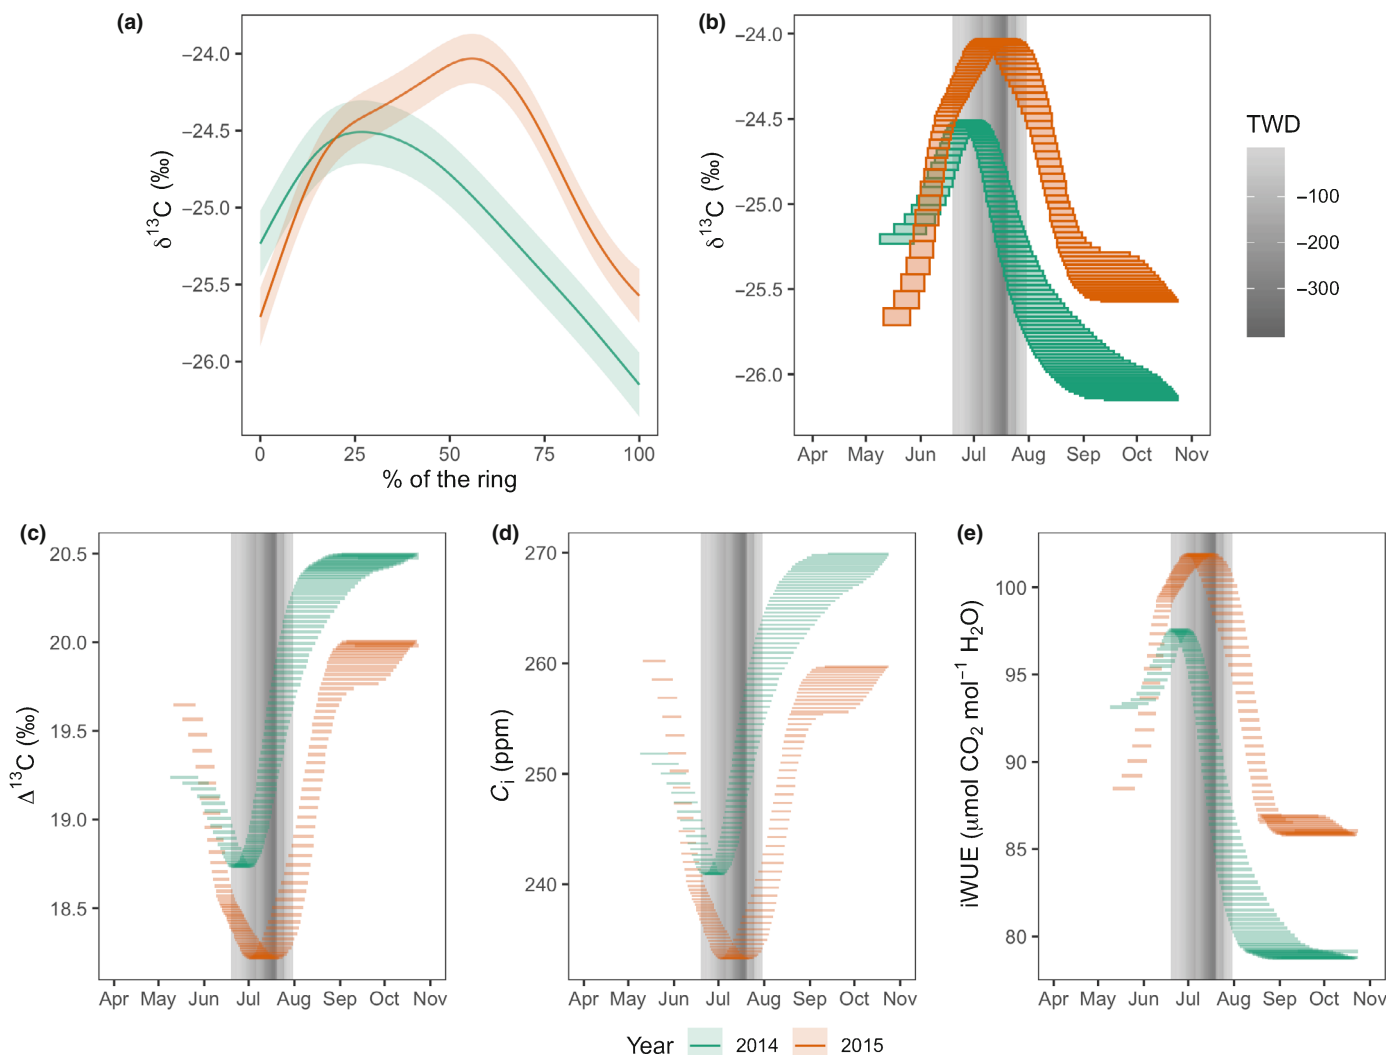 (a)
δ13C (‰)
−24.0
−24.5
−25.0
−25.5
−26.0
0 25 50 75 100
% of the ring
(b)
δ13C (‰)
−24.0
−24.5
−25.0
−25.5
−26.0
Apr May Jun Jul Aug Sep Oct Nov
TWD
−100
−200
−300
(c)
Δ13C (‰)
20.5
20.0
19.5
19.0
18.5
Apr May Jun Jul Aug Sep Oct Nov
(d)
Ci (ppm)
270
260
250
240
Apr May Jun Jul Aug Sep Oct Nov
(e)
iWUE (μmol CO2 mol−1 H2O)
100
95
90
85
80
Apr May Jun Jul Aug Sep Oct Nov
Year 2014 2015